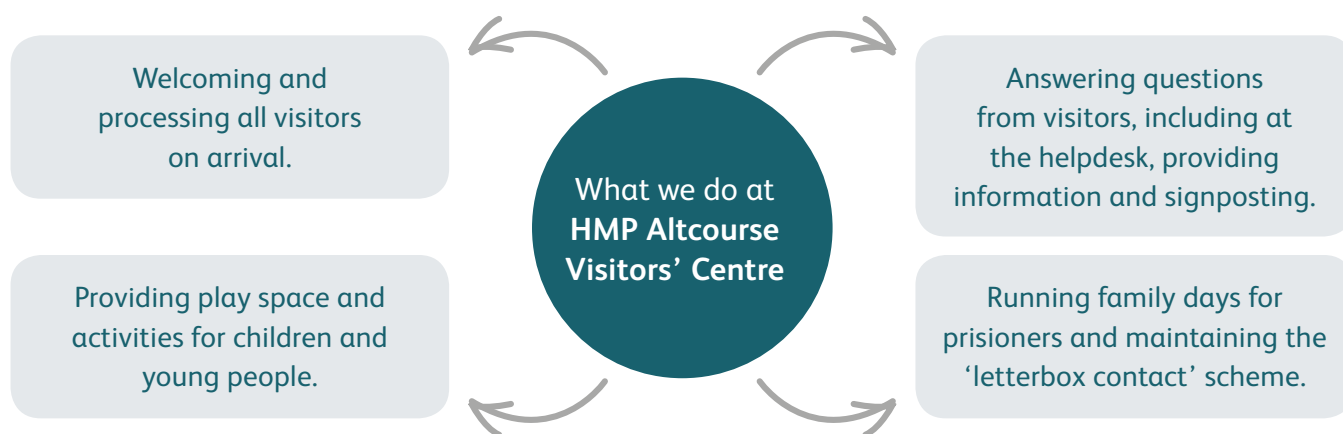 Welcoming and
processing all visitors
on arrival.
Answering questions
from visitors, including at
the helpdesk, providing
information and signposting.
What we do at
HMP Altcourse
Visitors’ Centre
Providing play space and
activities for children and
young people.
Running family days for
prisioners and maintaining the
‘letterbox contact’ scheme.